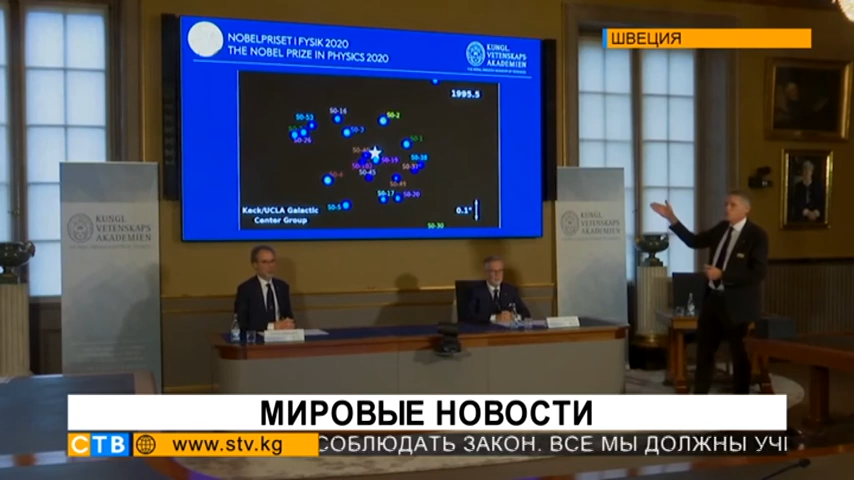 NOBELPRISET I FYSIK 2020
THE NOBEL PRIZE IN PHYSICS 2020
KUNGL.
VETENSKAPS
AKADEMIEN
ШВЕЦИЯ
1995.5
S0-16
S0-53
S0-2
S0-3
S0-26
S0-1
S0-19
S0-38
S0-45
S0-49
S0-17
S0-20
S0-5
S0-30
Keck/UCLA Galactic
Center Group
0.1"
KUNGL.
VETENSKAPS
AKADEMIEN
KUNGL.
VETENSKAPS
AKADEMIEN
МИРОВЫЕ НОВОСТИ
СТВ
www.stv.kg
СОБЛЮДАТЬ ЗАКОН. ВСЕ МЫ ДОЛЖНЫ УЧ